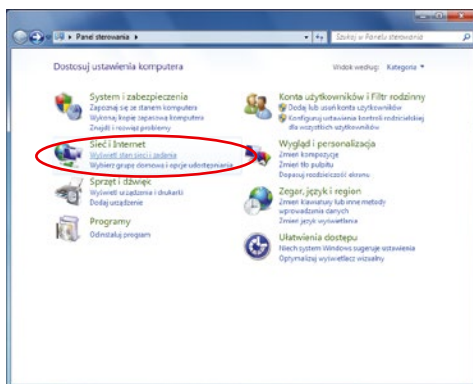 Panel sterowania
Szukaj w Panelu sterowania
Dostosuj ustawienia komputera
Widok według: Kategoria
System i zabezpieczenia
Zapoznaj się ze stanem komputera
Wykonaj kopię zapasową komputera
Znajdź i rozwiąż problemy
Sieć i Internet
Wyświetl stan sieci i zadania
Wybierz grupę domową i opcje udostępniania
Sprzęt i dźwięk
Wyświetl urządzenia i drukarki
Dodaj urządzenie
Programy
Odinstaluj program
Konta użytkowników i Filtr rodzinny
Dodaj lub usuń konta użytkowników
Konfiguruj ustawienia kontroli rodzicielskiej
dla wszystkich użytkowników
Wygląd i personalizacja
Zmień kompozycję
Zmień tło pulpitu
Dopasuj rozdzielczość ekranu
Zegar, język i region
Zmień klawiatury lub inne metody
wprowadzania danych
Zmień język wyświetlania
Ułatwienia dostępu
Niech system Windows sugeruje ustawienia
Optymalizuj wyświetlacz wizualny